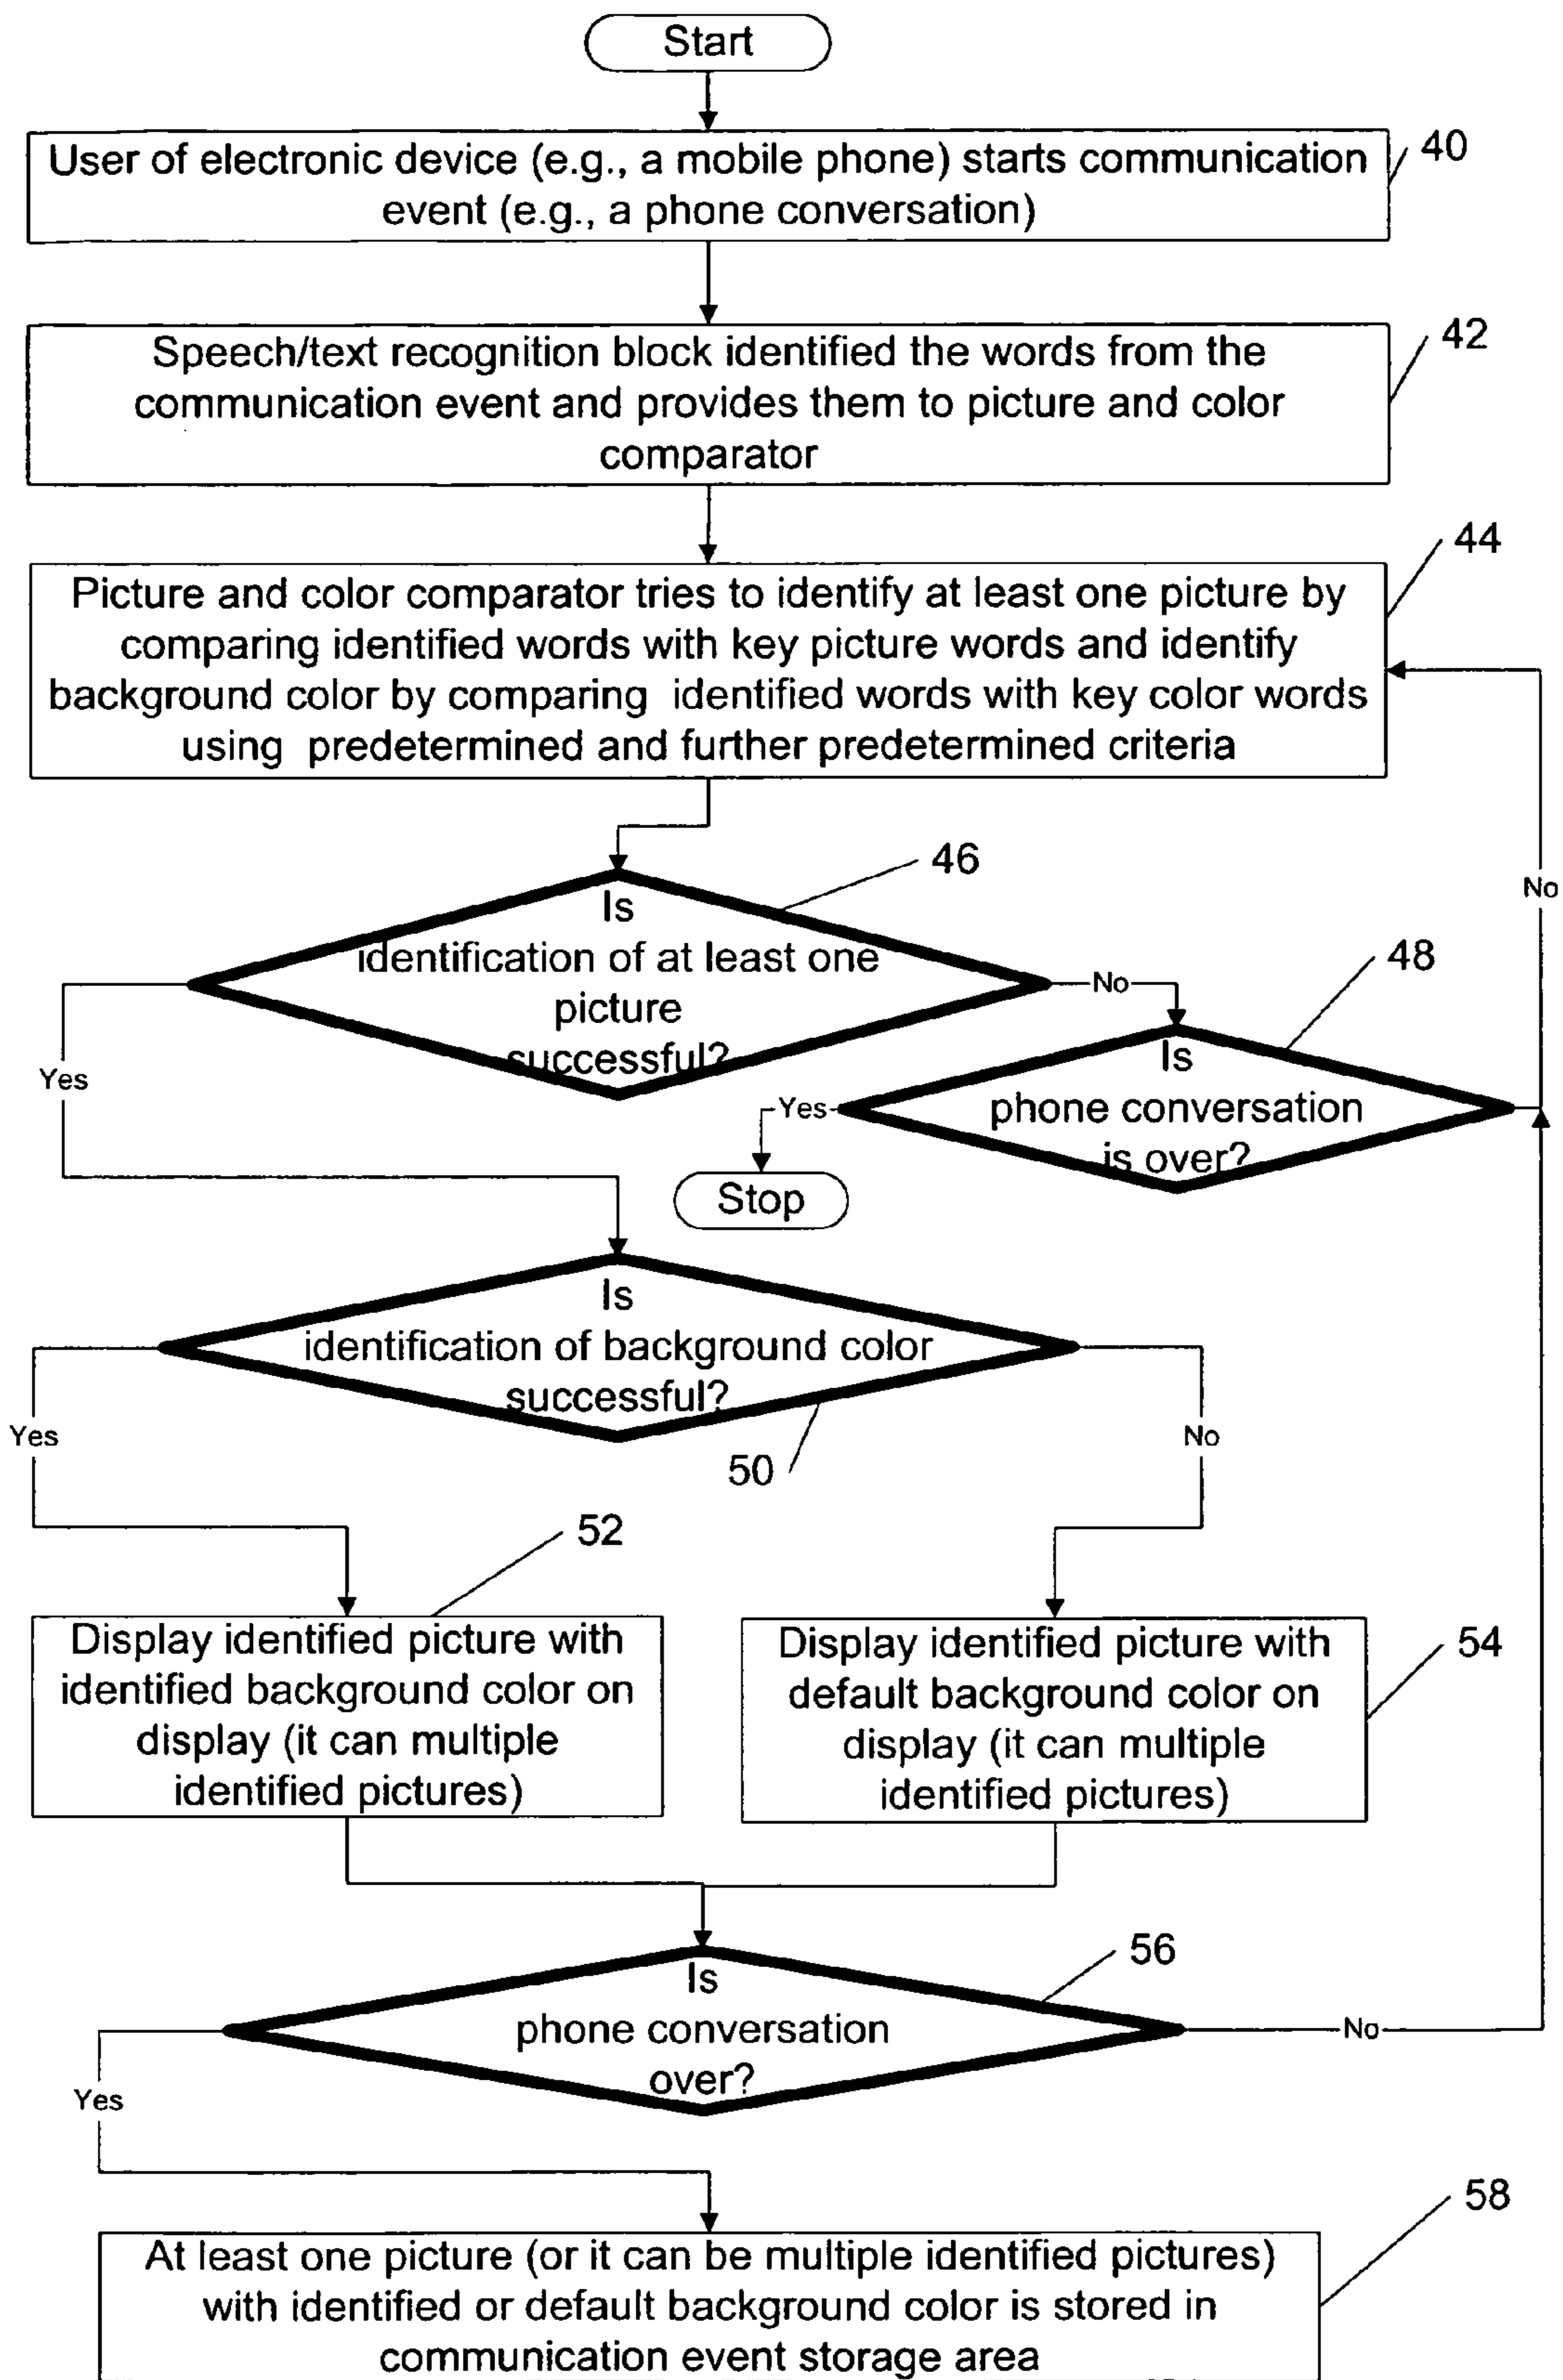 Start
User of electronic device (e.g., a mobile phone) starts communication
event (e.g., a phone conversation)
40
Speech/text recognition block identified the words from the
communication event and provides them to picture and color
comparator
42
44
Picture and color comparator tries to identify at least one picture by
comparing identified words with key picture words and identify
background color by comparing identified words with key color words
using predetermined and further predetermined criteria
46
Is
identification of at least one
picture
successful?
No
No
48
Yes
Is
phone conversation
is over?
Yes
Stop
Is
identification of background color
successful?
Yes
No
50
52
Display identified picture with
identified background color on
display (it can multiple
identified pictures)
Display identified picture with
default background color on
display (it can multiple
identified pictures)
54
56
Is
phone conversation
over?
No
Yes
58
At least one picture (or it can be multiple identified pictures)
with identified or default background color is stored in
communication event storage area